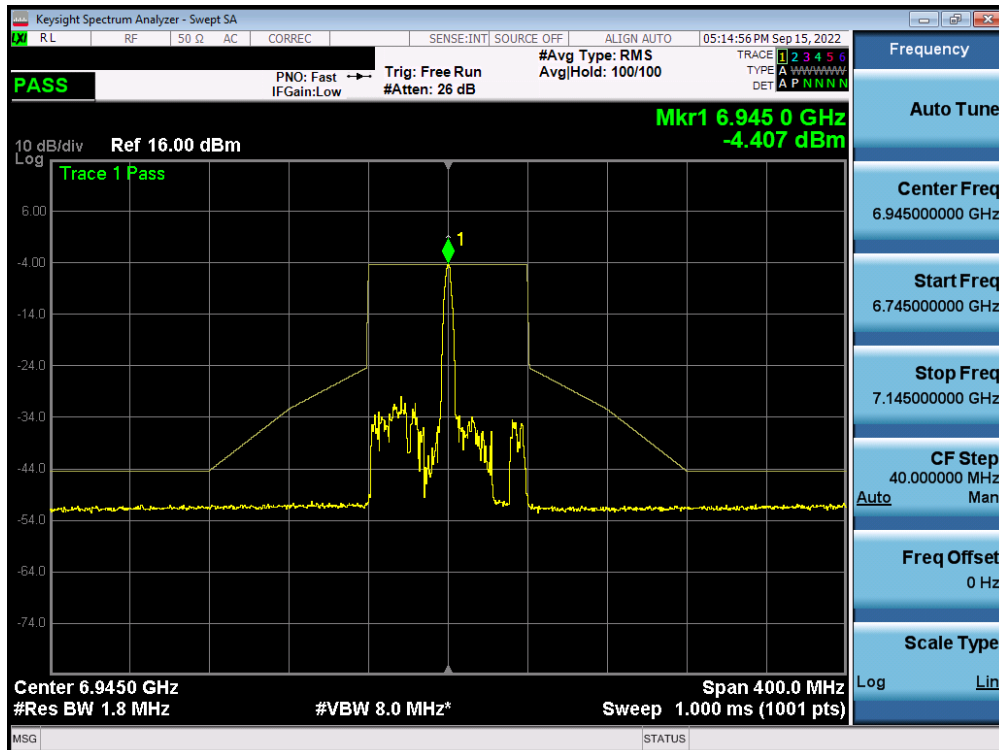 Keysight Spectrum Analyzer - Swept SA
LXI RL RF 50 Ω AC CORREC SENSE:INT SOURCE OFF ALIGN AUTO 05:14:56 PM Sep 15, 2022
Frequency
PASS
PNO: Fast
IFGain:Low
Trig: Free Run
#Atten: 26 dB
#Avg Type: RMS
Avg|Hold: 100/100
TRACE 1 2 3 4 5 6
TYPE A WWWWW
DET A P N N N N
Mkr1 6.945 0 GHz
-4.407 dBm
10 dB/div Ref 16.00 dBm
Log
Trace 1 Pass
1
6.00
-4.00
-14.0
-24.0
-34.0
-44.0
-54.0
-64.0
-74.0
Center 6.9450 GHz
Span 400.0 MHz
#Res BW 1.8 MHz
#VBW 8.0 MHz*
Sweep 1.000 ms (1001 pts)
MSG
STATUS
Auto Tune
Center Freq
6.945000000 GHz
Start Freq
6.745000000 GHz
Stop Freq
7.145000000 GHz
CF Step
40.000000 MHz
Auto Man
Freq Offset
0 Hz
Scale Type
Log Lin